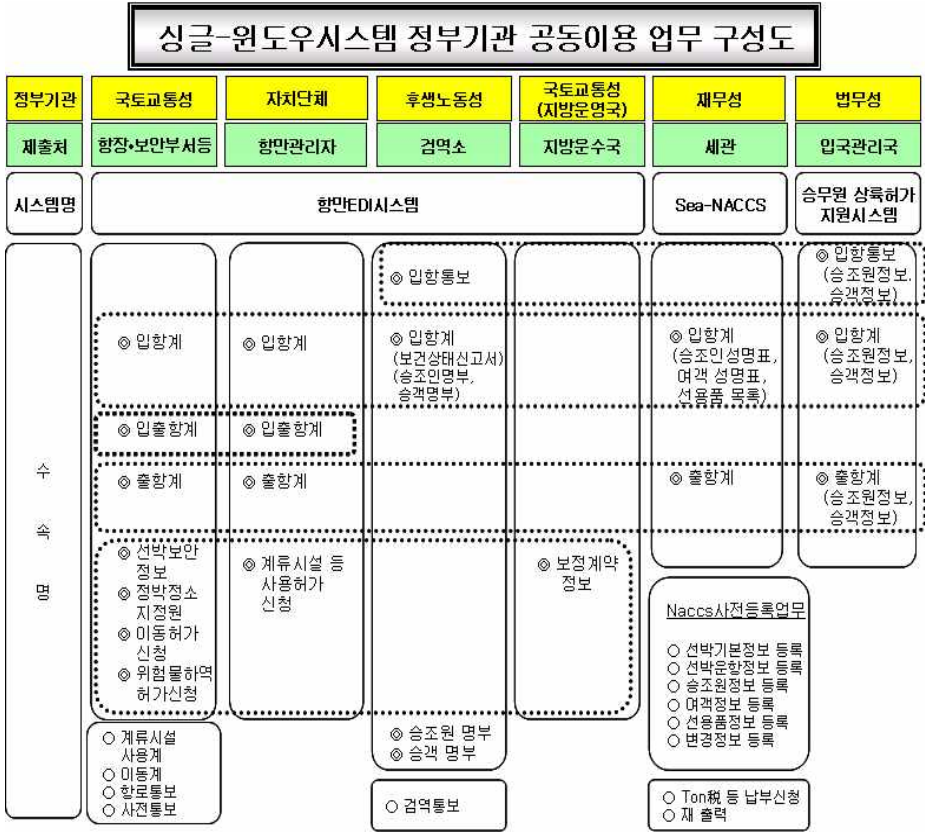 싱글-윈도우시스템 정부기관 공동이용 업무 구성도
정부기관
국토교통성
자치단체
후생노동성
국토교통성
(지방운영국)
재무성
법무성
제출처
항장•보안부서등
항만관리자
검역소
지방운수국
세관
입국관리국
시스템명
항만EDI시스템
Sea-NACCS
승무원 상륙허가
지원시스템
수
속
명
◎ 입항통보
◎ 입항통보
(승조원정보.
승객정보)
◎ 입항계
◎ 입항계
◎ 입항계
(보건상태신고서)
(승조인명부,
승객명부)
◎ 입항계
(승조인성명표,
여객 성명표,
선용품 목록)
◎ 입항계
(승조원정보,
승객정보)
◎ 입출항계
◎ 입출항계
◎ 출항계
◎ 출항계
◎ 출항계
◎ 출항계
(승조원정보,
승객정보)
◎ 선박보안
정보
◎ 정박정소
지정원
◎ 이동허가
신청
◎ 위험물하역
허가신청
◎ 계류시설 등
사용허가
신청
◎ 보정계약
정보
Naccs사전등록업무
○ 선박기본정보 등록
○ 선박운항정보 등록
○ 승조원정보 등록
○ 여객정보 등록
○ 선용품정보 등록
○ 변경정보 등록
○ 계류시설
사용계
○ 이동계
○ 항로통보
○ 사전통보
◎ 승조원 명부
◎ 승객 명부
○ 검역통보
○ Ton税 등 납부신청
○ 재 출력